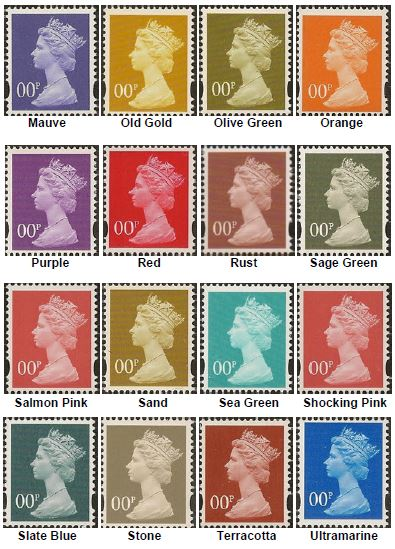 00P 00P 00P 00P
Mauve Old Gold Olive Green Orange
00P 00P 00P 00P
Purple Red Rust Sage Green
00P 00P 00P 00P
Salmon Pink Sand Sea Green Shocking Pink
00P 00P 00P 00P
Slate Blue Stone Terracotta Ultramarine